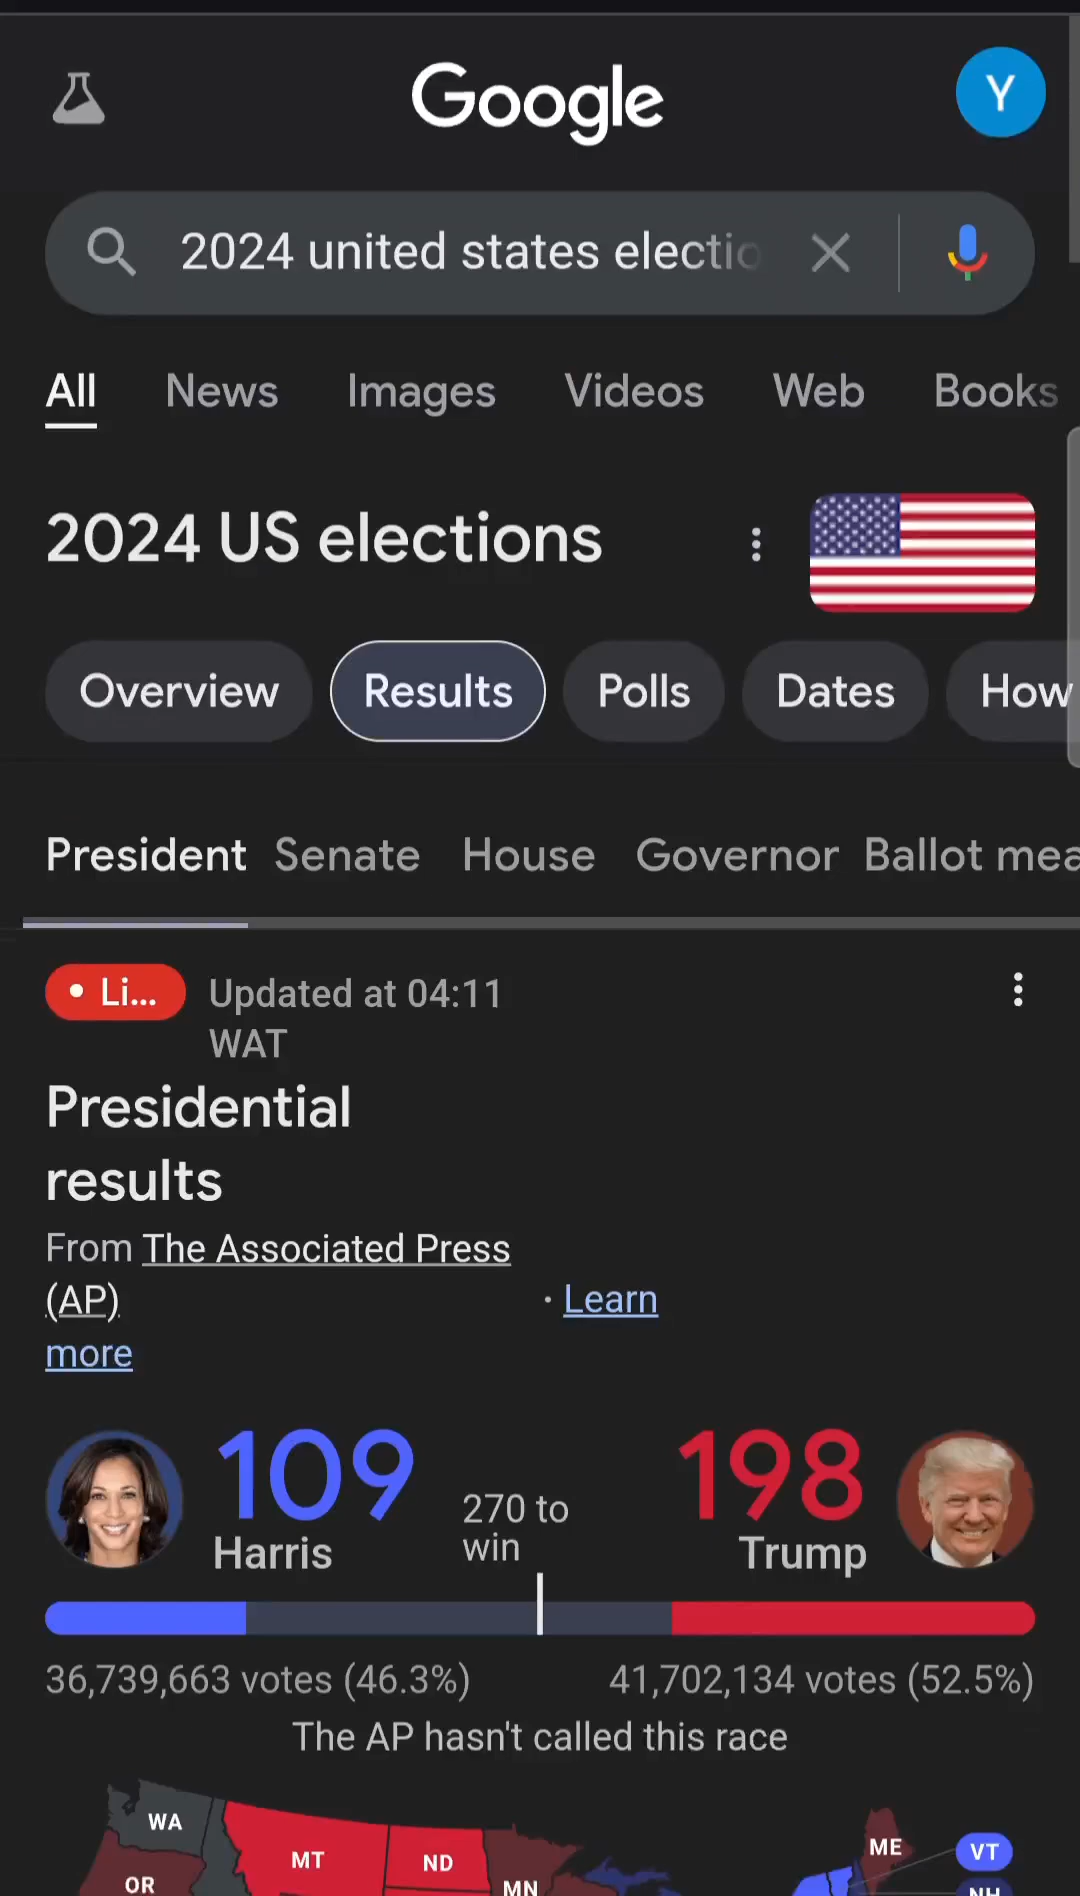 Google
Y
2024 united states electio
All News Images Videos Web Books
2024 US elections
Overview Results Polls Dates How
President Senate House Governor Ballot mea
Li... Updated at 04:11
WAT
Presidential
results
From The Associated Press
(AP) · Learn
more
109 198
270 to
win
Harris Trump
36,739,663 votes (46.3%) 41,702,134 votes (52.5%)
The AP hasn't called this race
WA
ME VT
MT ND
OR MN NH